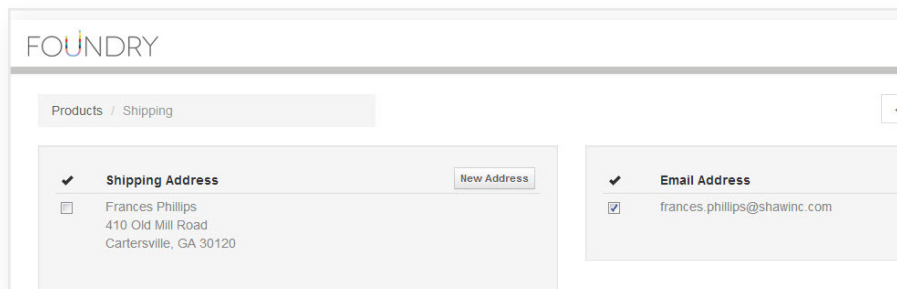 FOUNDRY
Products / Shipping
Shipping Address
New Address
Frances Phillips
410 Old Mill Road
Cartersville, GA 30120
Email Address
frances.phillips@shawinc.com